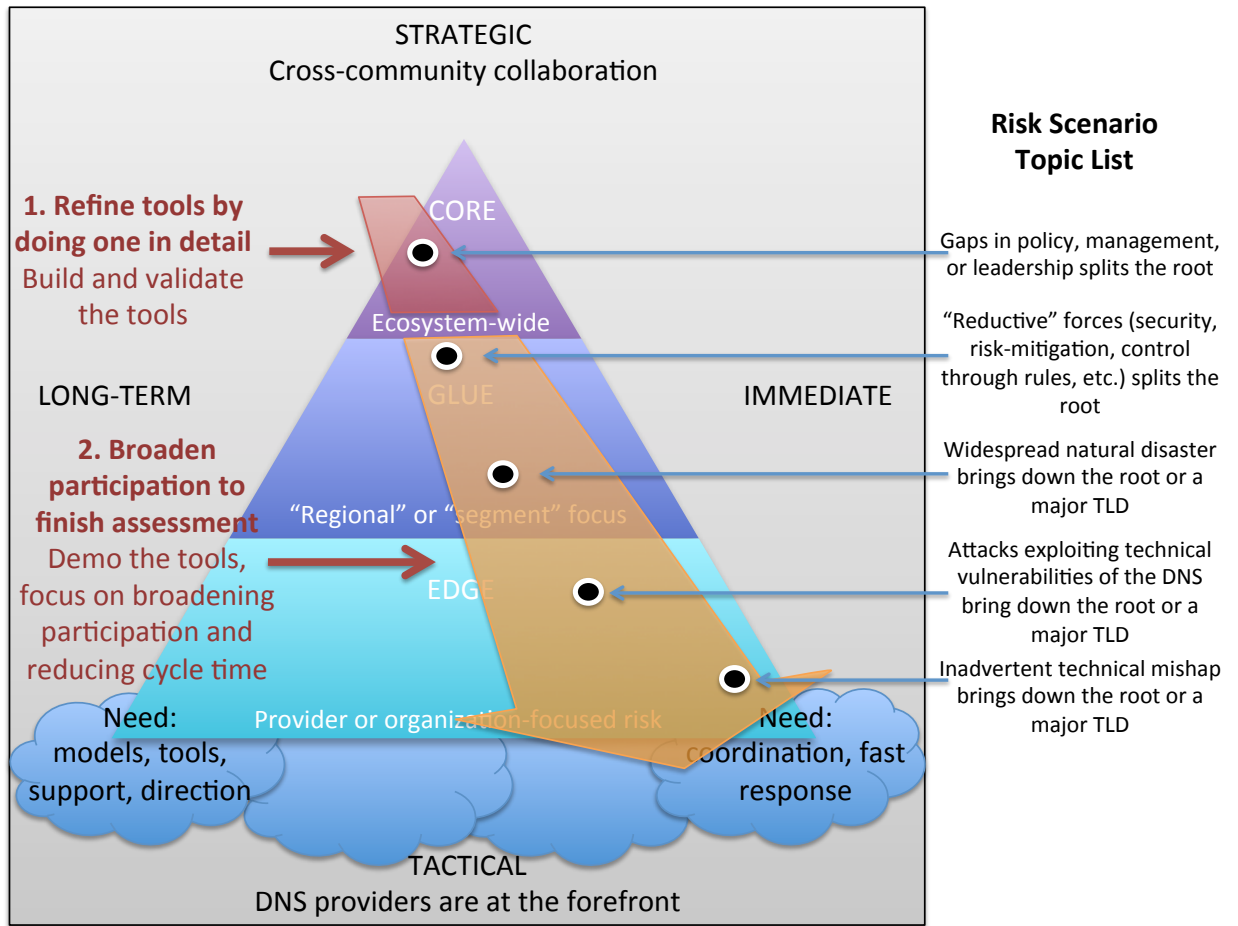 STRATEGIC
Cross-community collaboration
Risk Scenario
Topic List
1. Refine tools by
doing one in detail
Build and validate
the tools
CORE
Ecosystem-wide
Gaps in policy, management,
or leadership splits the root
“Reductive” forces (security,
risk-mitigation, control
through rules, etc.) splits the
root
LONG-TERM
GLUE
IMMEDIATE
2. Broaden
participation to
finish assessment
Demo the tools,
focus on broadening
participation and
reducing cycle time
“Regional” or “segment” focus
Widespread natural disaster
brings down the root or a
major TLD
EDGE
Attacks exploiting technical
vulnerabilities of the DNS
bring down the root or a
major TLD
Inadvertent technical mishap
brings down the root or a
major TLD
Provider or organization-focused risk
Need:
models, tools,
support, direction
Need:
coordination, fast
response
TACTICAL
DNS providers are at the forefront